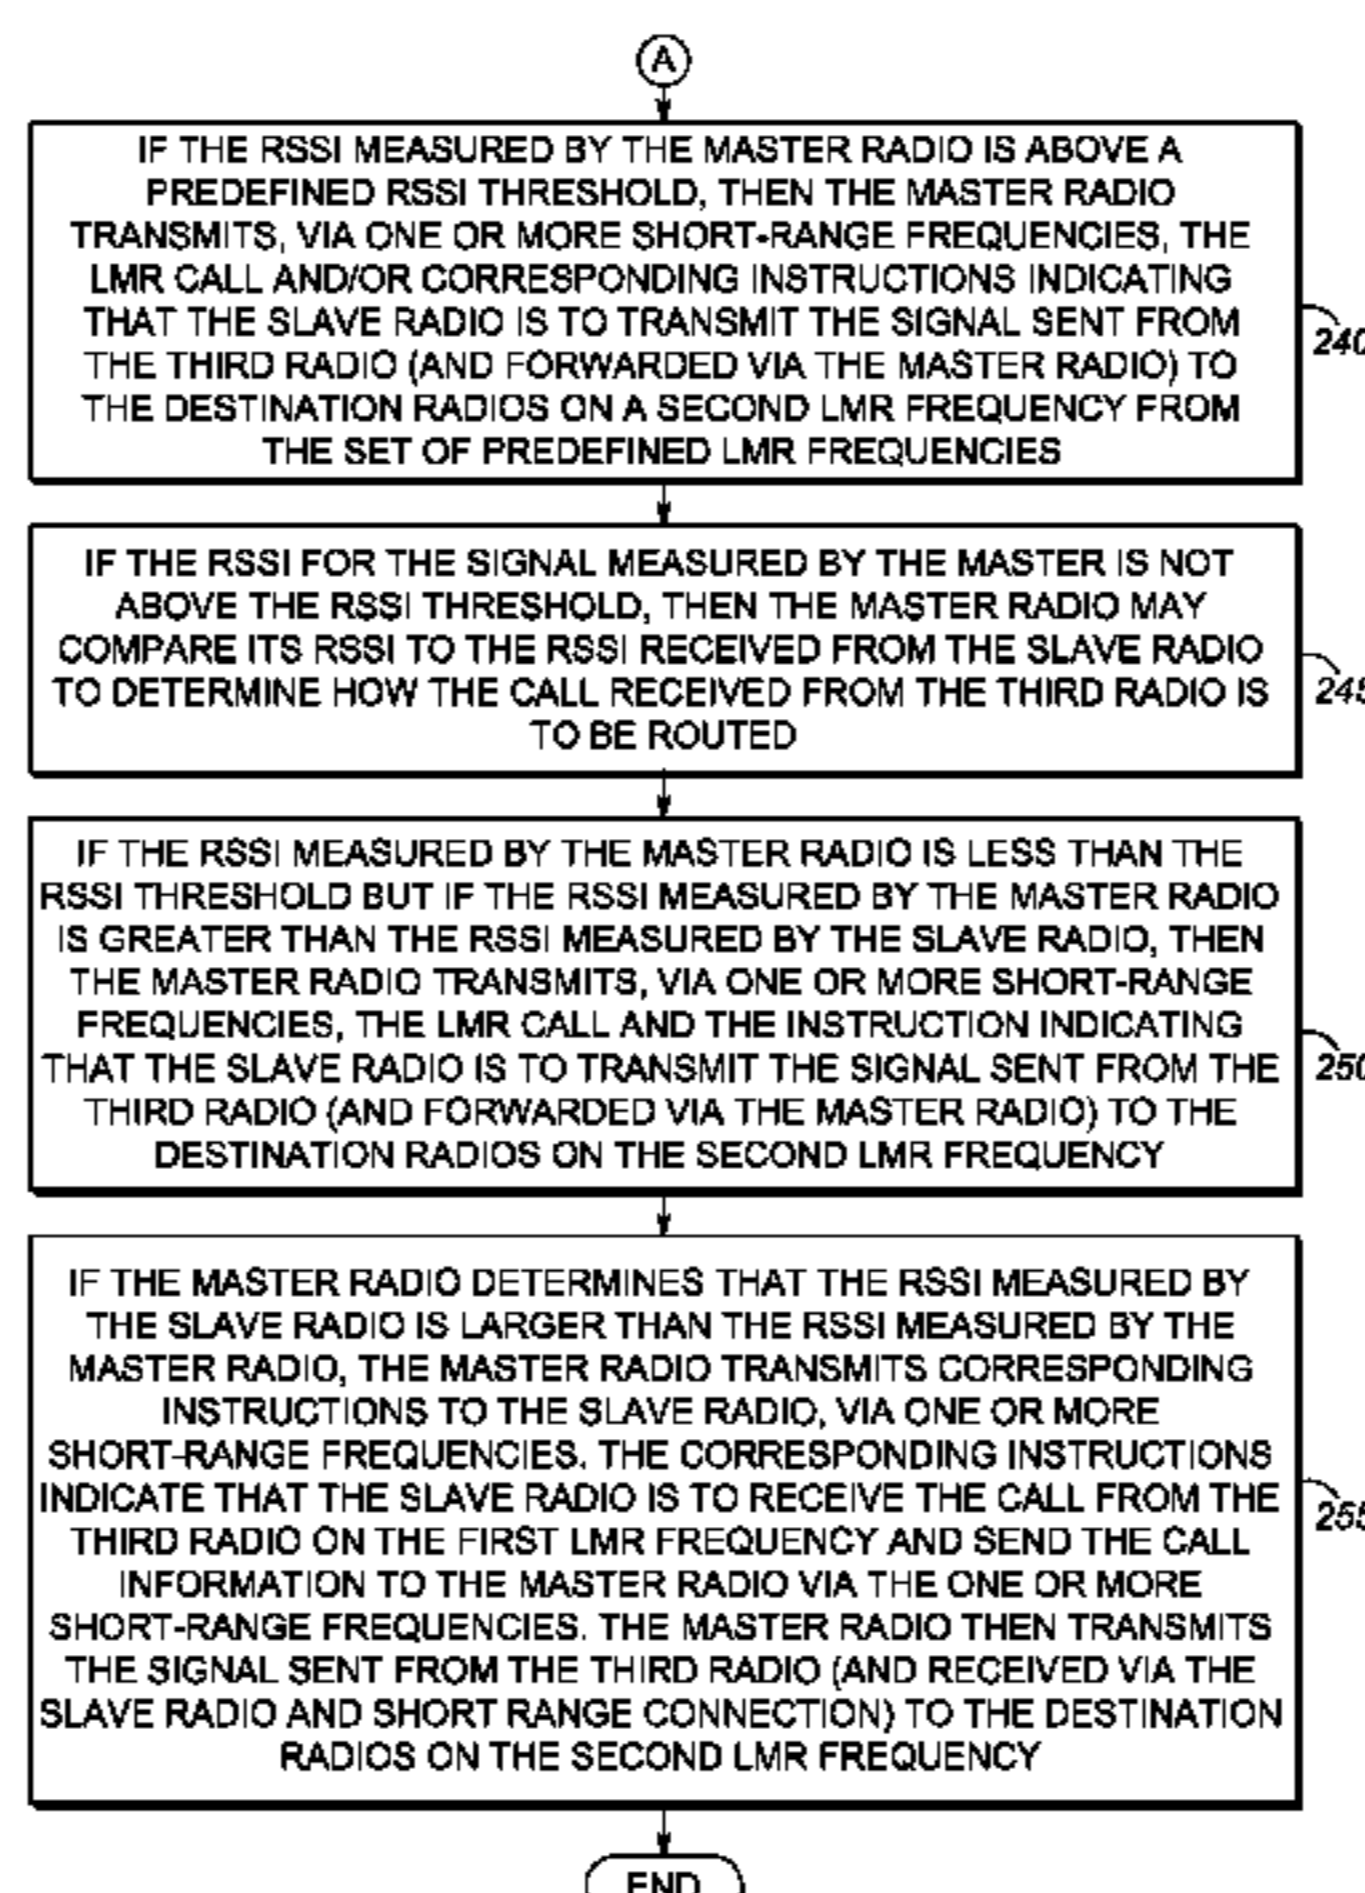 A
IF THE RSSI MEASURED BY THE MASTER RADIO IS ABOVE A
PREDEFINED RSSI THRESHOLD, THEN THE MASTER RADIO
TRANSMITS, VIA ONE OR MORE SHORT-RANGE FREQUENCIES, THE
LMR CALL AND/OR CORRESPONDING INSTRUCTIONS INDICATING
THAT THE SLAVE RADIO IS TO TRANSMIT THE SIGNAL SENT FROM
THE THIRD RADIO (AND FORWARDED VIA THE MASTER RADIO) TO
THE DESTINATION RADIOS ON A SECOND LMR FREQUENCY FROM
THE SET OF PREDEFINED LMR FREQUENCIES
240
IF THE RSSI FOR THE SIGNAL MEASURED BY THE MASTER IS NOT
ABOVE THE RSSI THRESHOLD, THEN THE MASTER RADIO MAY
COMPARE ITS RSSI TO THE RSSI RECEIVED FROM THE SLAVE RADIO
TO DETERMINE HOW THE CALL RECEIVED FROM THE THIRD RADIO IS
TO BE ROUTED
245
IF THE RSSI MEASURED BY THE MASTER RADIO IS LESS THAN THE
RSSI THRESHOLD BUT IF THE RSSI MEASURED BY THE MASTER RADIO
IS GREATER THAN THE RSSI MEASURED BY THE SLAVE RADIO, THEN
THE MASTER RADIO TRANSMITS, VIA ONE OR MORE SHORT-RANGE
FREQUENCIES, THE LMR CALL AND THE INSTRUCTION INDICATING
THAT THE SLAVE RADIO IS TO TRANSMIT THE SIGNAL SENT FROM THE
THIRD RADIO (AND FORWARDED VIA THE MASTER RADIO) TO THE
DESTINATION RADIOS ON THE SECOND LMR FREQUENCY
250
IF THE MASTER RADIO DETERMINES THAT THE RSSI MEASURED BY
THE SLAVE RADIO IS LARGER THAN THE RSSI MEASURED BY THE
MASTER RADIO, THE MASTER RADIO TRANSMITS CORRESPONDING
INSTRUCTIONS TO THE SLAVE RADIO, VIA ONE OR MORE
SHORT-RANGE FREQUENCIES. THE CORRESPONDING INSTRUCTIONS
INDICATE THAT THE SLAVE RADIO IS TO RECEIVE THE CALL FROM THE
THIRD RADIO ON THE FIRST LMR FREQUENCY AND SEND THE CALL
INFORMATION TO THE MASTER RADIO VIA THE ONE OR MORE
SHORT-RANGE FREQUENCIES. THE MASTER RADIO THEN TRANSMITS
THE SIGNAL SENT FROM THE THIRD RADIO (AND RECEIVED VIA THE
SLAVE RADIO AND SHORT RANGE CONNECTION) TO THE DESTINATION
RADIOS ON THE SECOND LMR FREQUENCY
255
END